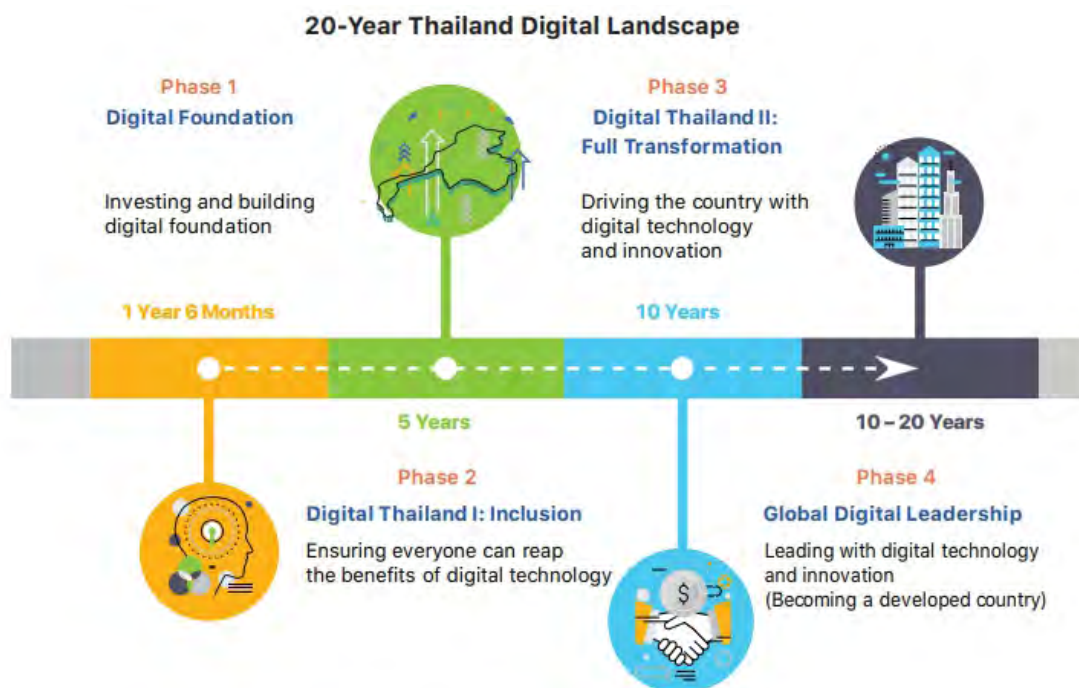 20-Year Thailand Digital Landscape
Phase 1
Digital Foundation
Investing and building
digital foundation
1 Year 6 Months
Phase 2
Digital Thailand I: Inclusion
Ensuring everyone can reap
the benefits of digital technology
5 Years
Phase 3
Digital Thailand II:
Full Transformation
Driving the country with
digital technology
and innovation
10 Years
Phase 4
Global Digital Leadership
Leading with digital technology
and innovation
(Becoming a developed country)
10 – 20 Years
$